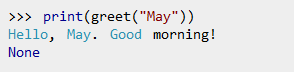 >>> print(greet("May"))
Hello, May. Good morning!
None